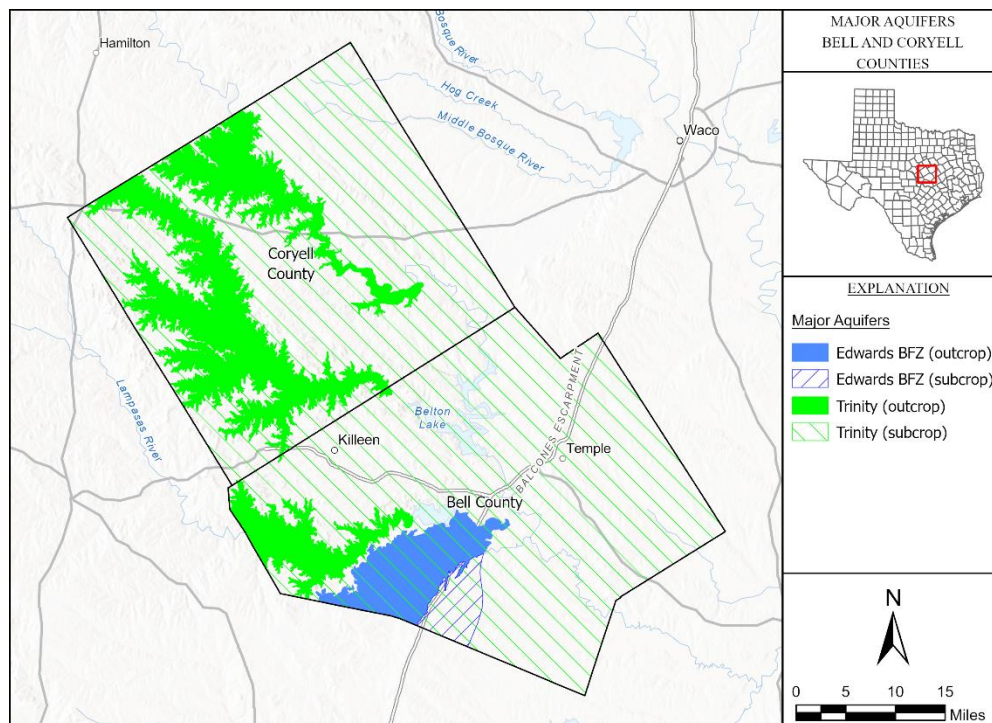 Hamilton
Bosque River
Hog Creek
Middle Bosque River
Waco
Coryell
County
Lampasas River
Belton
Lake
Killeen
BALCONES ESCARPMENT
Temple
Bell County
MAJOR AQUIFERS
BELL AND CORYELL
COUNTIES
EXPLANATION
Major Aquifers
Edwards BFZ (outcrop)
Edwards BFZ (subcrop)
Trinity (outcrop)
Trinity (subcrop)
N
0 5 10 15
Miles